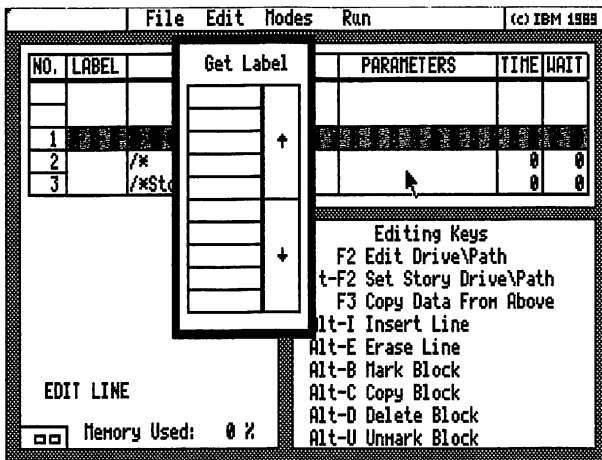 File Edit Modes Run (c) IBM 1989
Get Label
NO. LABEL PARAMETERS TIME WAIT
1
2 /* 0 0
3 /*Sto 0 0
Editing Keys
F2 Edit Drive\Path
t-F2 Set Story Drive\Path
F3 Copy Data From Above
Alt-I Insert Line
Alt-E Erase Line
Alt-B Mark Block
Alt-C Copy Block
Alt-D Delete Block
Alt-U Unmark Block
EDIT LINE
Memory Used: 0 %